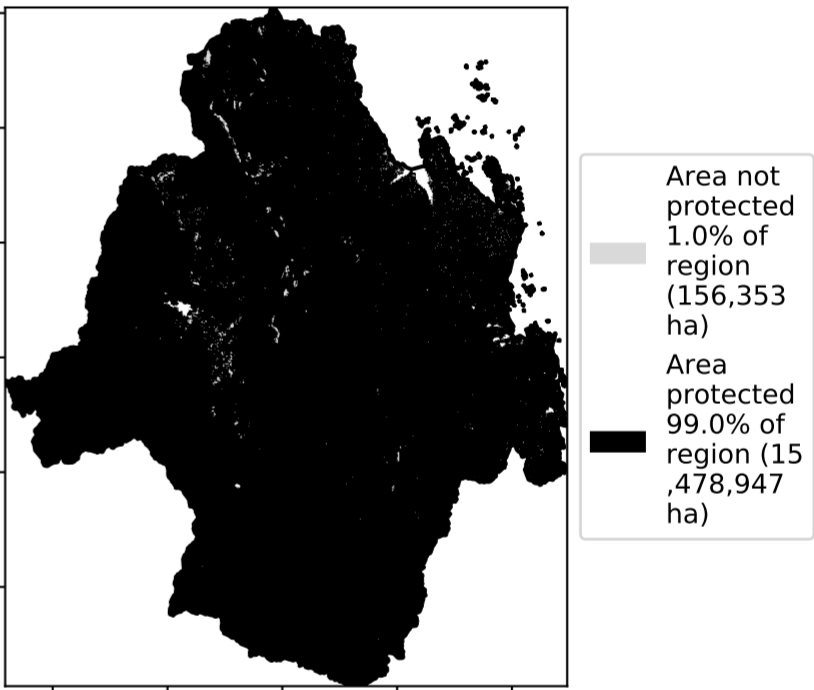 Area not
protected
1.0% of
region
(156,353
ha)
Area
protected
99.0% of
region (15
,478,947
ha)